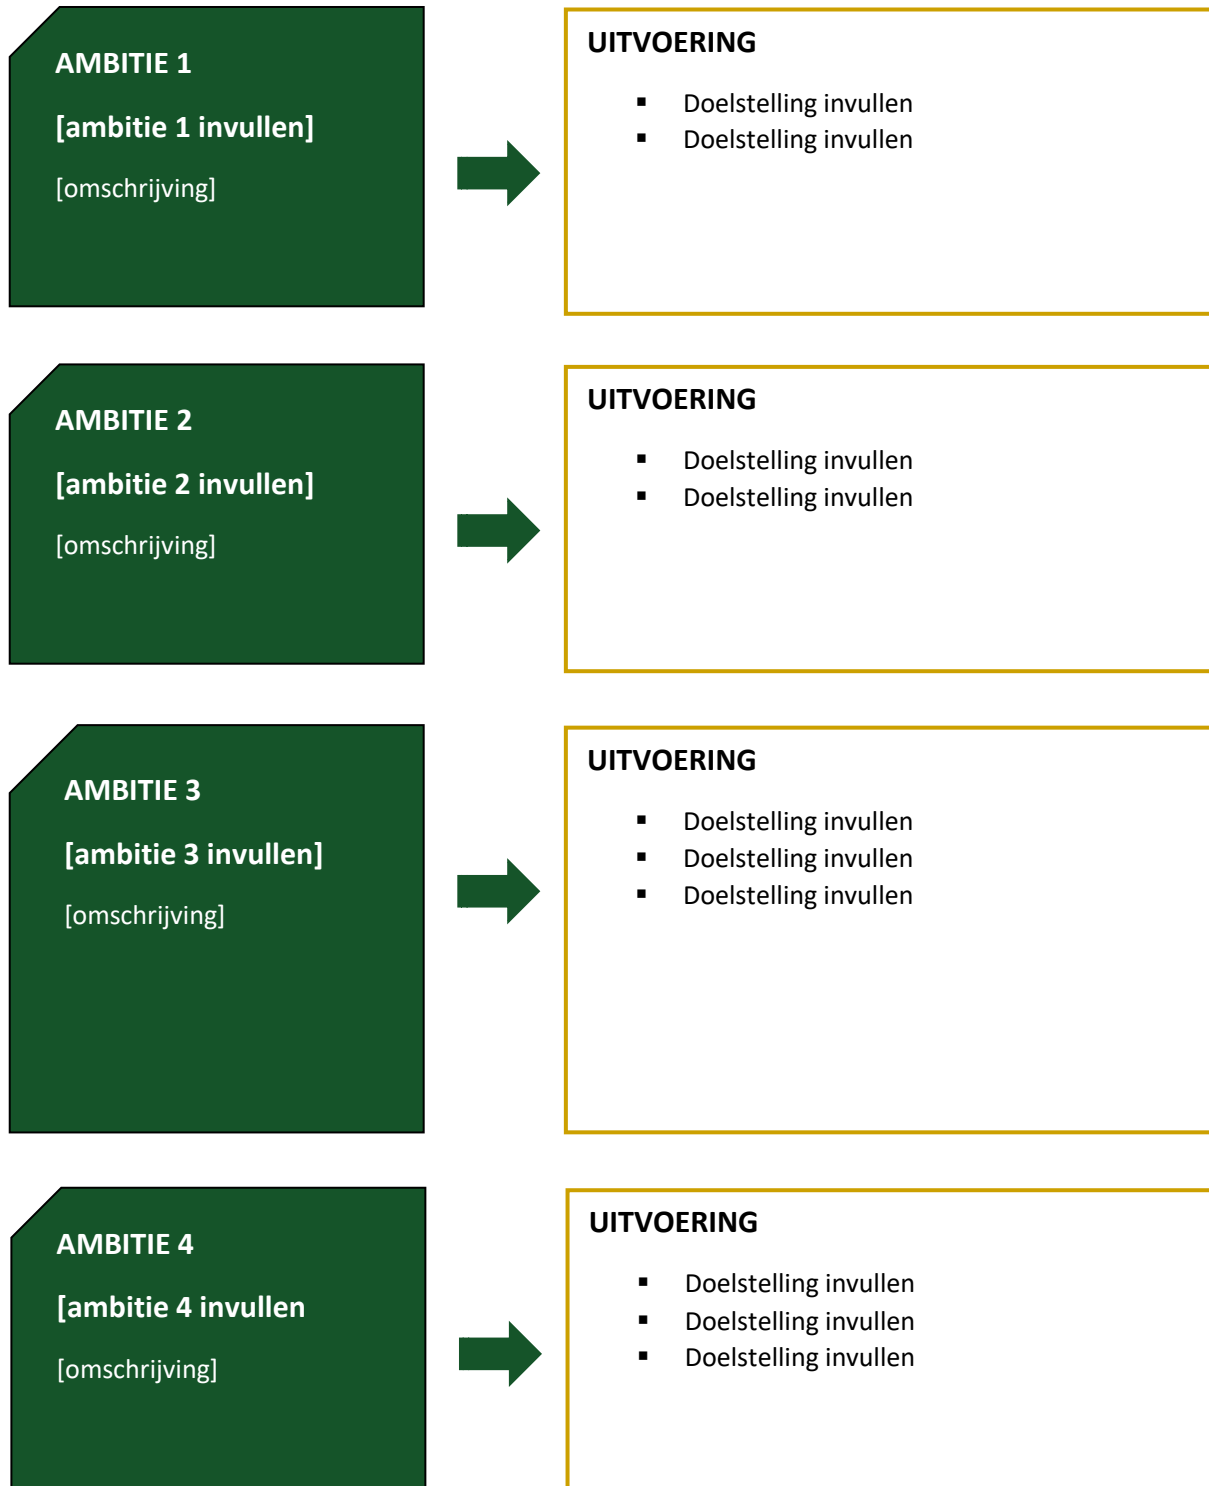 AMBITIE 1
[ambitie 1 invullen]
[omschrijving]
UITVOERING
▪ Doelstelling invullen
▪ Doelstelling invullen
AMBITIE 2
[ambitie 2 invullen]
[omschrijving]
UITVOERING
▪ Doelstelling invullen
▪ Doelstelling invullen
AMBITIE 3
[ambitie 3 invullen]
[omschrijving]
UITVOERING
▪ Doelstelling invullen
▪ Doelstelling invullen
▪ Doelstelling invullen
AMBITIE 4
[ambitie 4 invullen
[omschrijving]
UITVOERING
▪ Doelstelling invullen
▪ Doelstelling invullen
▪ Doelstelling invullen